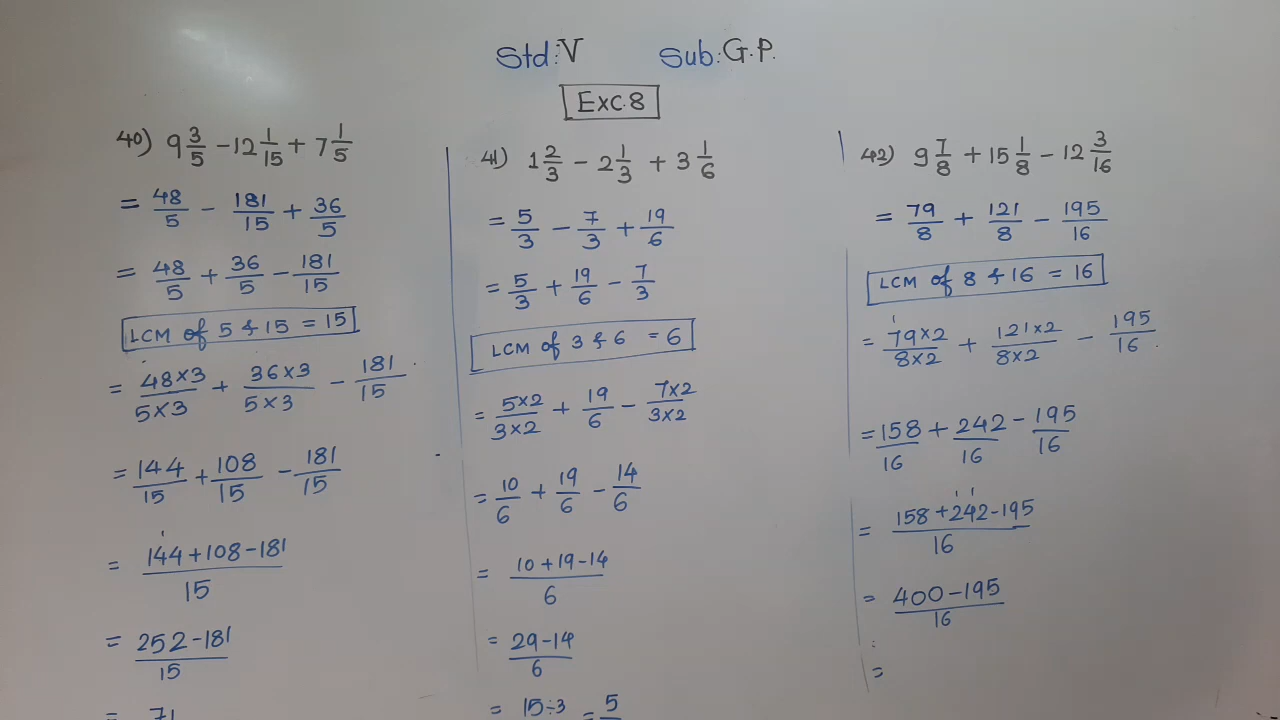 Std: V Sub: G.P.
Exc. 8
40) 9 3/5 - 12 1/15 + 7 1/5
= 48/5 - 181/15 + 36/5
= 48/5 + 36/5 - 181/15
LCM of 5 & 15 = 15
= 48×3/5×3 + 36×3/5×3 - 181/15
= 144/15 + 108/15 - 181/15
= 144+108-181/15
= 252-181/15
= 71
41) 1 2/3 - 2 1/3 + 3 1/6
= 5/3 - 7/3 + 19/6
= 5/3 + 19/6 - 7/3
LCM of 3 & 6 = 6
= 5×2/3×2 + 19/6 - 7×2/3×2
= 10/6 + 19/6 - 14/6
= 10+19-14/6
= 29-14/6
= 15÷3 = 5
42) 9 7/8 + 15 1/8 - 12 3/16
= 79/8 + 121/8 - 195/16
LCM of 8 & 16 = 16
= 79×2/8×2 + 121×2/8×2 - 195/16
= 158/16 + 242/16 - 195/16
= 158+242-195/16
= 400-195/16
=